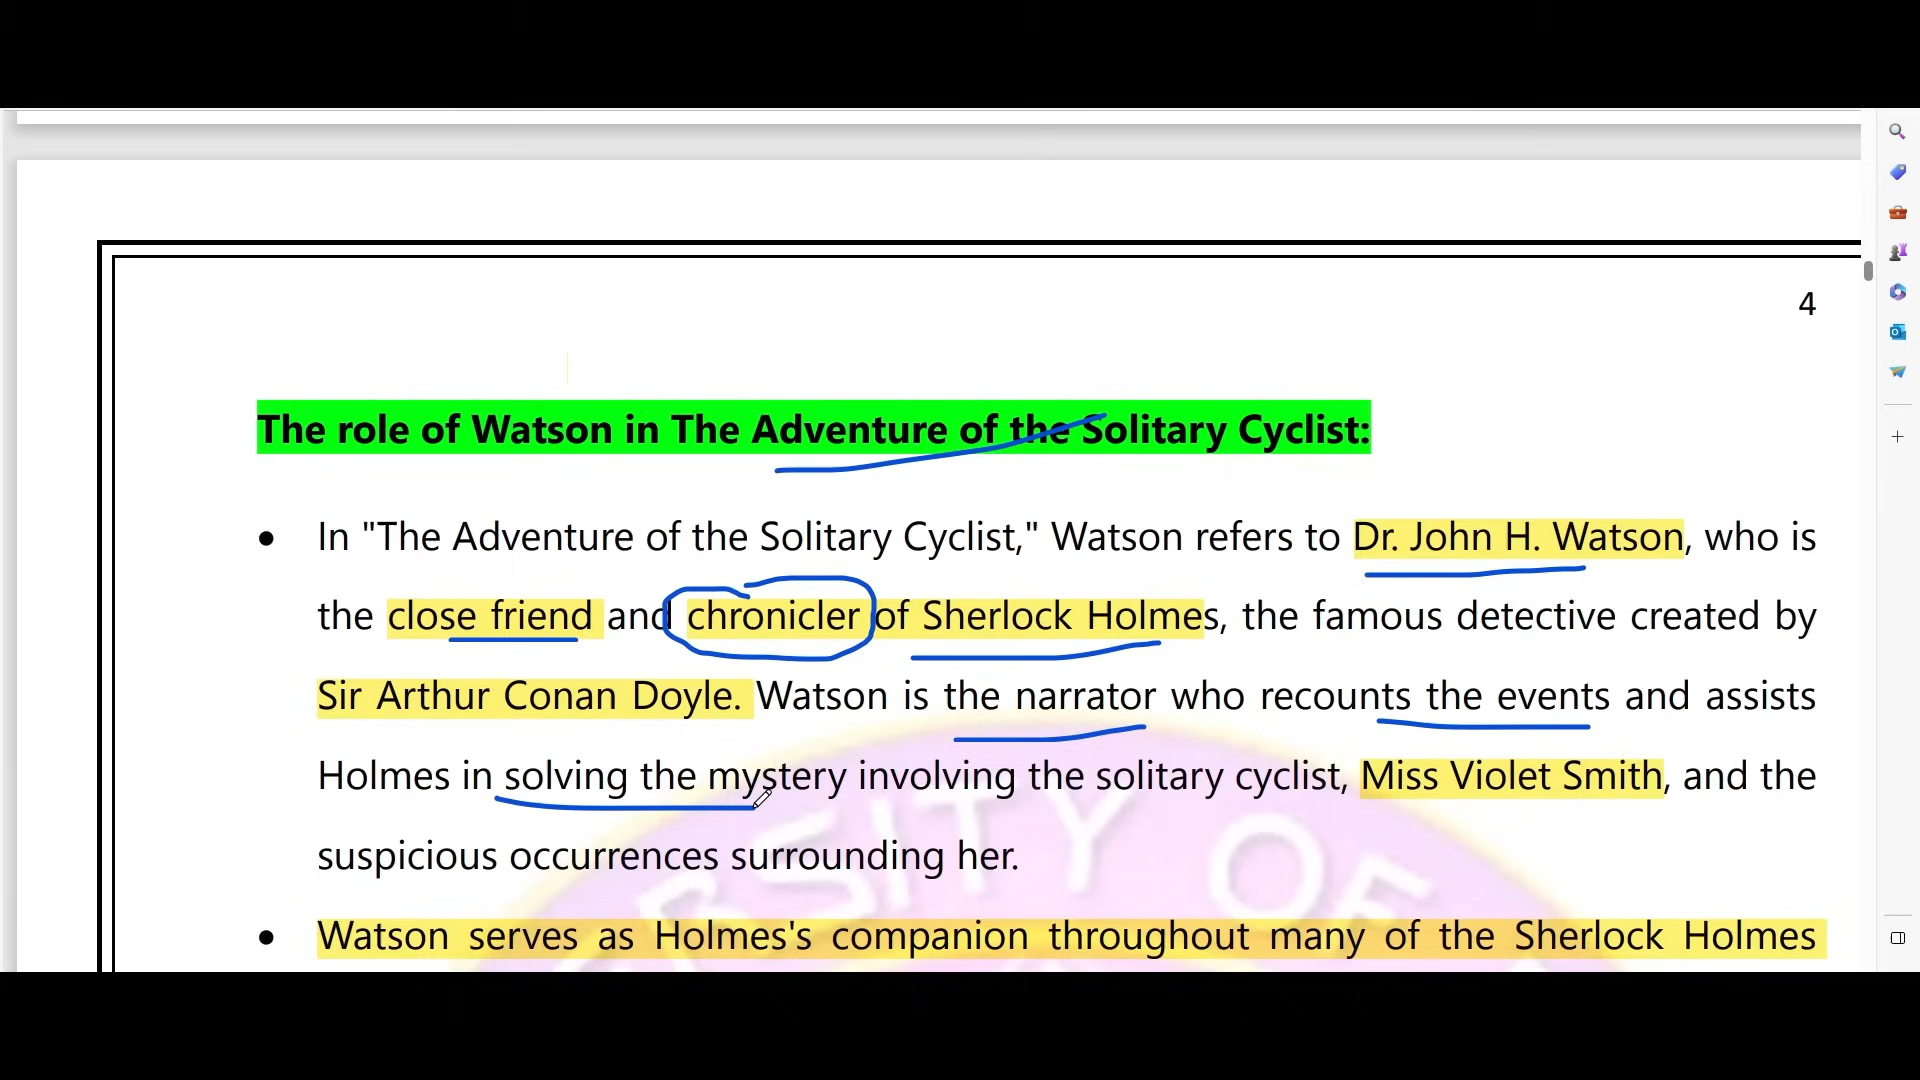 4
The role of Watson in The Adventure of the Solitary Cyclist:
• In "The Adventure of the Solitary Cyclist," Watson refers to Dr. John H. Watson, who is
the close friend and chronicler of Sherlock Holmes, the famous detective created by
Sir Arthur Conan Doyle. Watson is the narrator who recounts the events and assists
Holmes in solving the mystery involving the solitary cyclist, Miss Violet Smith, and the
suspicious occurrences surrounding her.
RSITY OF
• Watson serves as Holmes's companion throughout many of the Sherlock Holmes